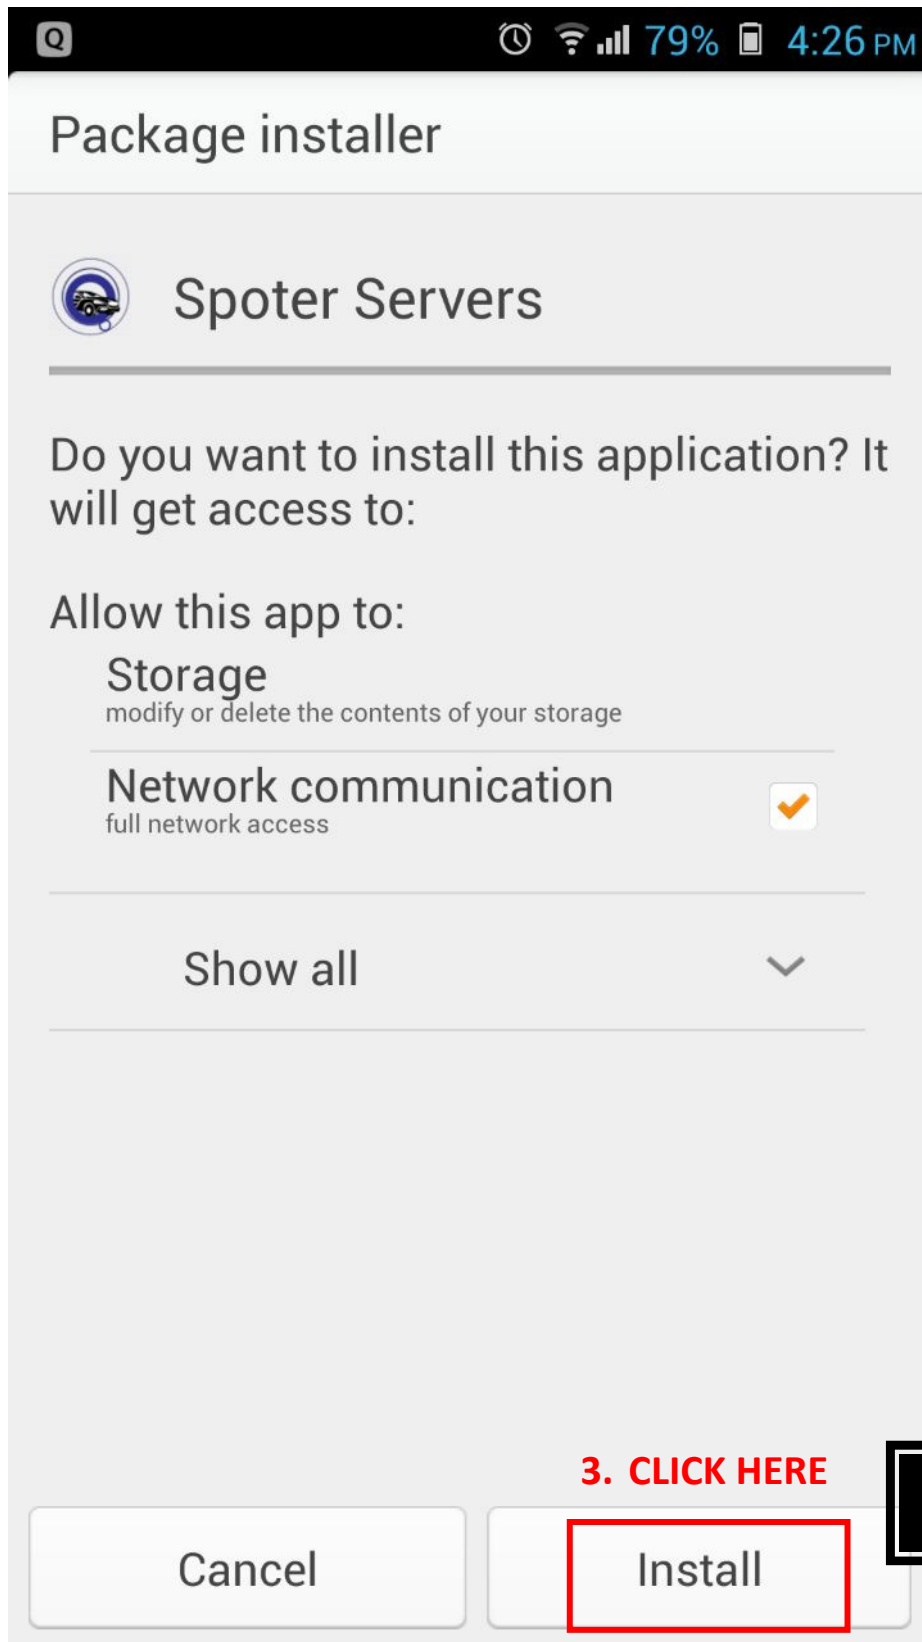 Q 79% 4:26 PM
Package installer
Spoter Servers
Do you want to install this application? It
will get access to:
Allow this app to:
Storage
modify or delete the contents of your storage
Network communication
full network access
Show all
3. CLICK HERE
Cancel Install